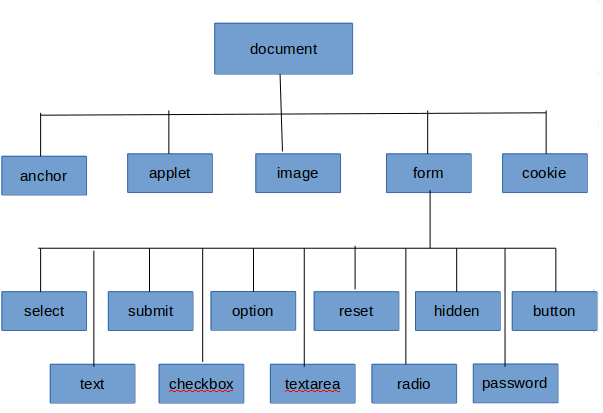 document
anchor
applet
image
form
cookie
select
submit
option
reset
hidden
button
text
checkbox
textarea
radio
password